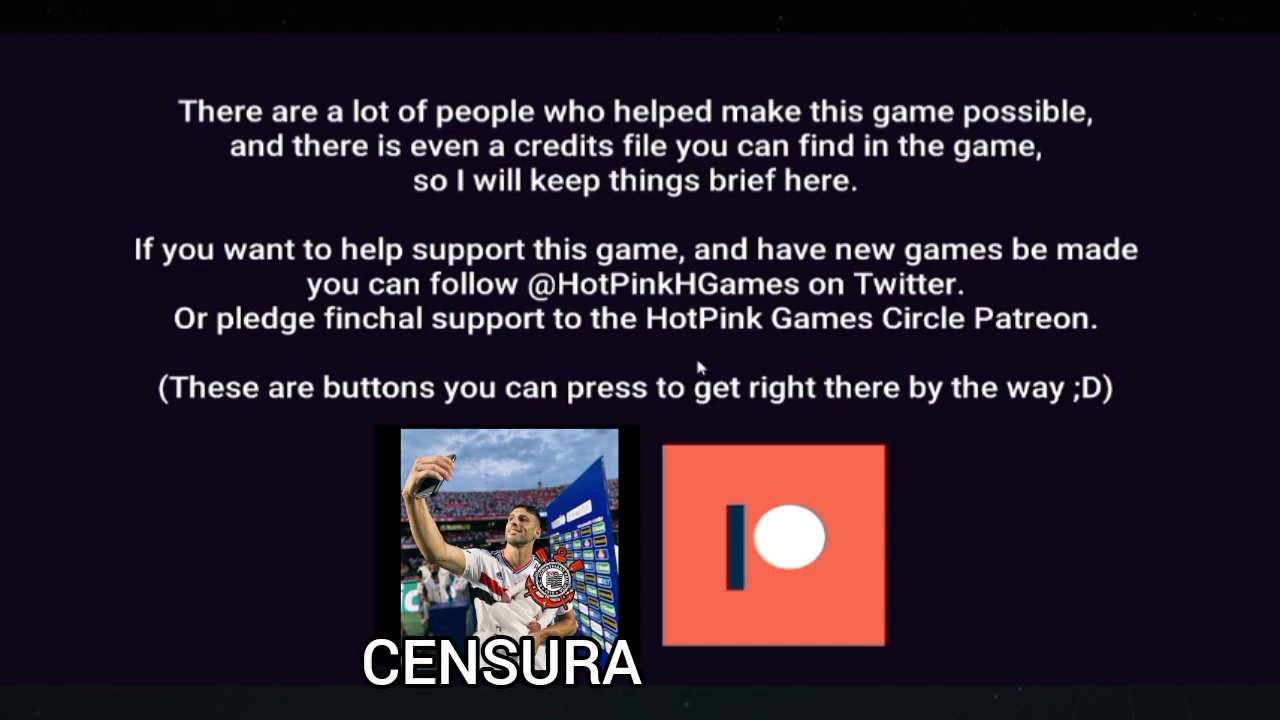 There are a lot of people who helped make this game possible,
and there is even a credits file you can find in the game,
so I will keep things brief here.
If you want to help support this game, and have new games be made
you can follow @HotPinkHGames on Twitter.
Or pledge finchal support to the HotPink Games Circle Patreon.
(These are buttons you can press to get right there by the way ;D)
CENSURA